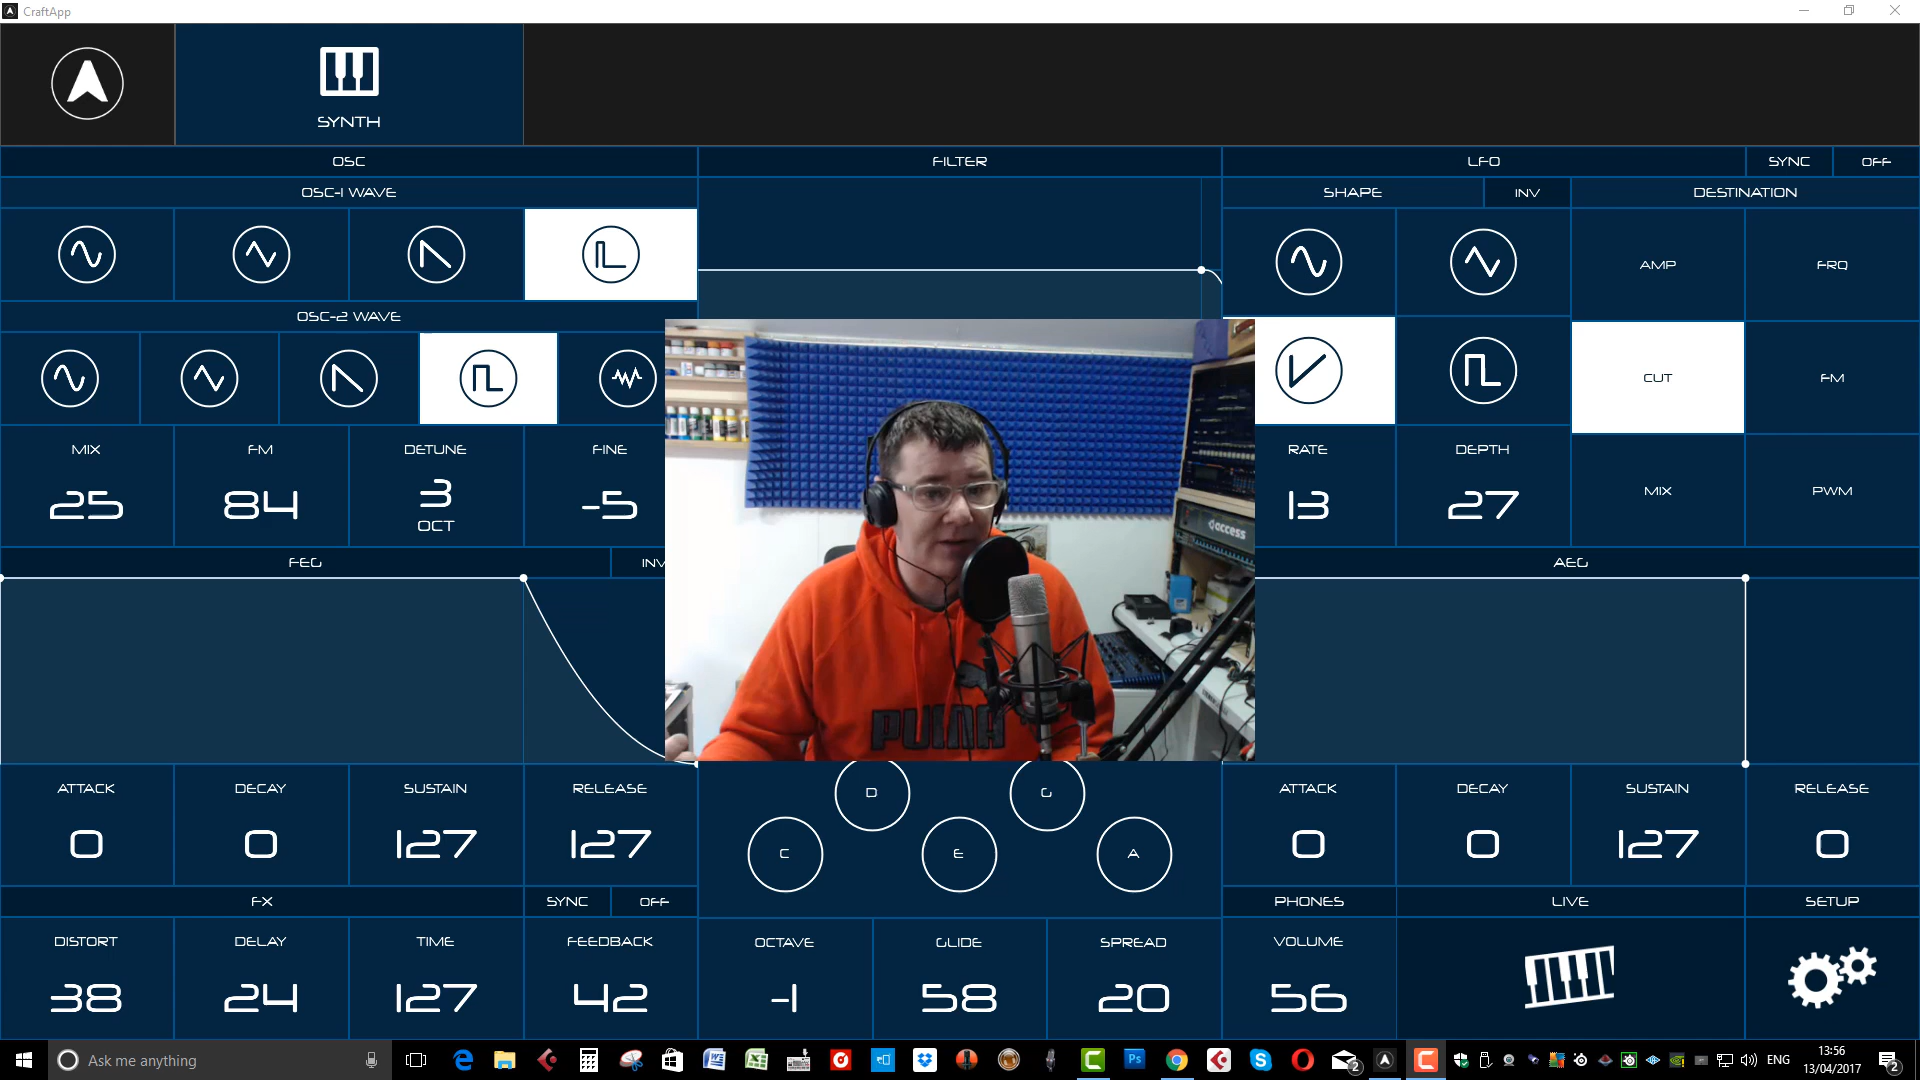 CraftApp
SYNTH
OSC
FILTER
LFO
SYNC
OFF
OSC-1 WAVE
SHAPE
INV
DESTINATION
AMP
FRQ
OSC-2 WAVE
CUT
FM
MIX
FM
DETUNE
FINE
RATE
DEPTH
25
84
3
OCT
-5
13
27
MIX
PWM
access
FEG
INV
AEG
PUMA
D
G
ATTACK
DECAY
SUSTAIN
RELEASE
ATTACK
DECAY
SUSTAIN
RELEASE
0
0
127
127
C
E
A
0
0
127
0
FX
SYNC
OFF
PHONES
LIVE
SETUP
DISTORT
DELAY
TIME
FEEDBACK
OCTAVE
GLIDE
SPREAD
VOLUME
38
24
127
42
-1
58
20
56
Ask me anything
Ps
2
ENG
13:56
13/04/2017
2